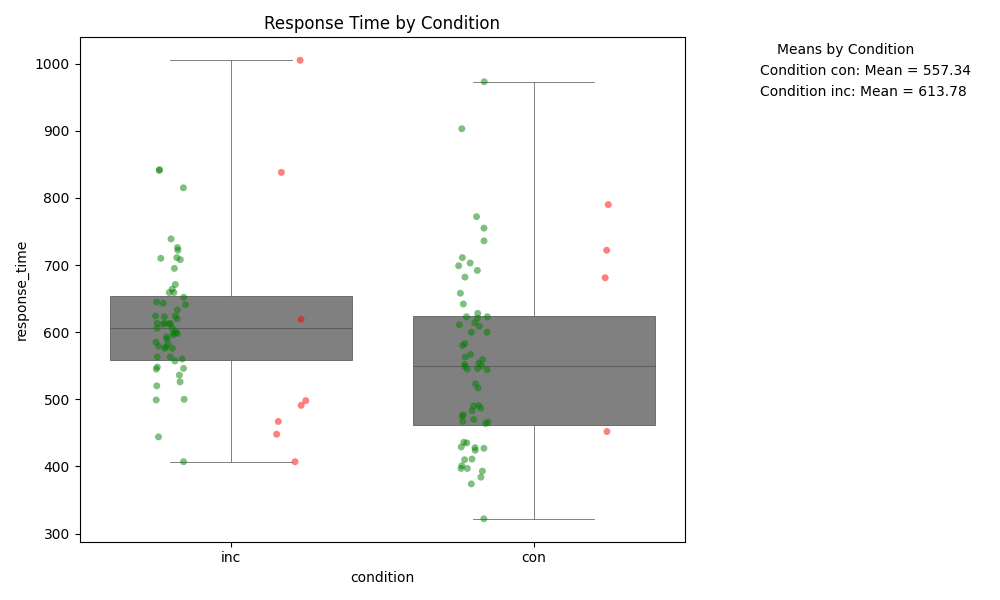 Response Time by Condition
Means by Condition
Condition con: Mean = 557.34
Condition inc: Mean = 613.78
response_time
1000
900
800
700
600
500
400
300
inc con
condition